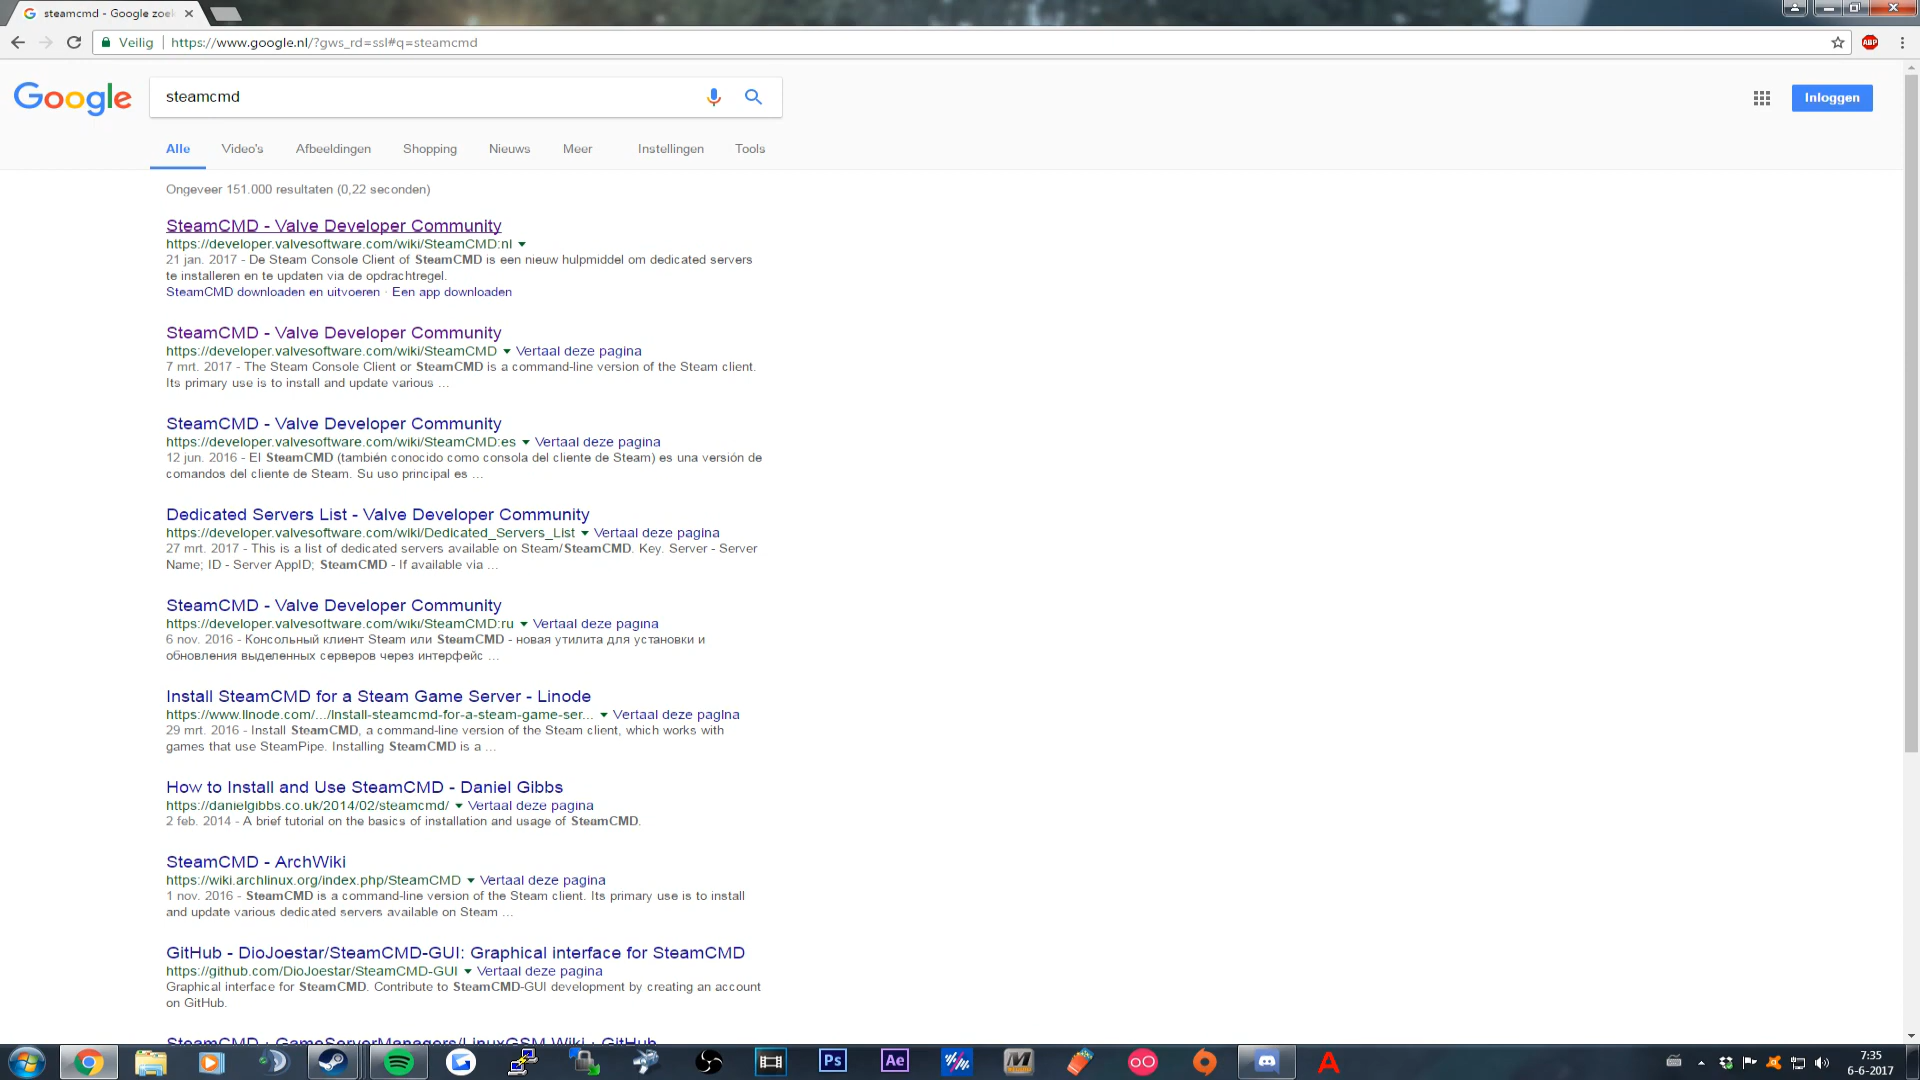 steamcmd - Google zoek
Veilig
https://www.google.nl/?gws_rd=ssl#q=steamcmd
ABP
Google
steamcmd
Inloggen
Alle Video's Afbeeldingen Shopping Nieuws Meer Instellingen Tools
Ongeveer 151.000 resultaten (0,22 seconden)
SteamCMD - Valve Developer Community
https://developer.valvesoftware.com/wiki/SteamCMD:nl
21 jan. 2017 - De Steam Console Client of SteamCMD is een nieuw hulpmiddel om dedicated servers
te installeren en te updaten via de opdrachtregel.
SteamCMD downloaden en uitvoeren · Een app downloaden
SteamCMD - Valve Developer Community
https://developer.valvesoftware.com/wiki/SteamCMD Vertaal deze pagina
7 mrt. 2017 - The Steam Console Client or SteamCMD is a command-line version of the Steam client.
Its primary use is to install and update various ...
SteamCMD - Valve Developer Community
https://developer.valvesoftware.com/wiki/SteamCMD:es Vertaal deze pagina
12 jun. 2016 - El SteamCMD (también conocido como consola del cliente de Steam) es una versión de
comandos del cliente de Steam. Su uso principal es ...
Dedicated Servers List - Valve Developer Community
https://developer.valvesoftware.com/wiki/Dedicated_Servers_List Vertaal deze pagina
27 mrt. 2017 - This is a list of dedicated servers available on Steam/SteamCMD. Key. Server - Server
Name; ID - Server AppID; SteamCMD - If available via ...
SteamCMD - Valve Developer Community
https://developer.valvesoftware.com/wiki/SteamCMD:ru Vertaal deze pagina
6 nov. 2016 - Консольный клиент Steam или SteamCMD - новая утилита для установки и
обновления выделенных серверов через интерфейс ...
Install SteamCMD for a Steam Game Server - Linode
https://www.linode.com/.../install-steamcmd-for-a-steam-game-ser... Vertaal deze pagina
29 mrt. 2016 - Install SteamCMD, a command-line version of the Steam client, which works with
games that use SteamPipe. Installing SteamCMD is a ...
How to Install and Use SteamCMD - Daniel Gibbs
https://danielgibbs.co.uk/2014/02/steamcmd/ Vertaal deze pagina
2 feb. 2014 - A brief tutorial on the basics of installation and usage of SteamCMD.
SteamCMD - ArchWiki
https://wiki.archlinux.org/index.php/SteamCMD Vertaal deze pagina
1 nov. 2016 - SteamCMD is a command-line version of the Steam client. Its primary use is to install
and update various dedicated servers available on Steam ...
GitHub - DioJoestar/SteamCMD-GUI: Graphical interface for SteamCMD
https://github.com/DioJoestar/SteamCMD-GUI Vertaal deze pagina
Graphical interface for SteamCMD. Contribute to SteamCMD-GUI development by creating an account
on GitHub.
SteamCMD · GameServerManagers/LinuxGSM Wiki · GitHub
Ps
Ae
7:35
6-6-2017